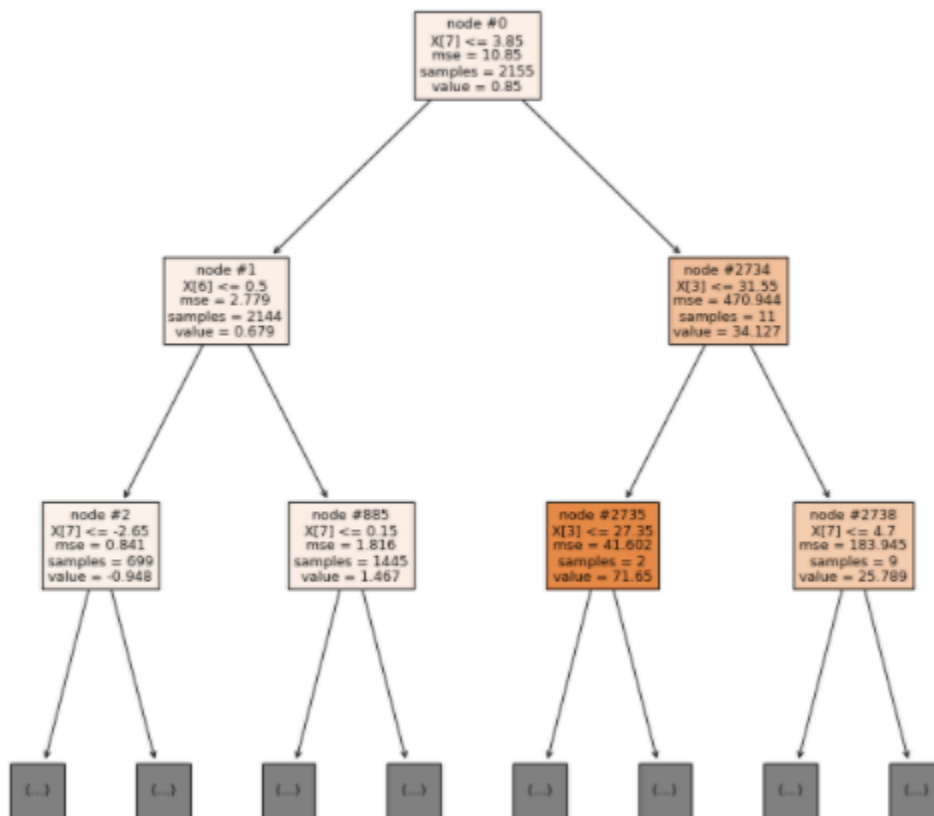 node #0
X[7] <= 3.85
mse = 10.85
samples = 2155
value = 0.85
node #1
X[6] <= 0.5
mse = 2.779
samples = 2144
value = 0.679
node #2734
X[3] <= 31.55
mse = 470.944
samples = 11
value = 34.127
node #2
X[7] <= -2.65
mse = 0.841
samples = 699
value = -0.948
node #885
X[7] <= 0.15
mse = 1.816
samples = 1445
value = 1.467
node #2735
X[3] <= 27.35
mse = 41.602
samples = 2
value = 71.65
node #2738
X[7] <= 4.7
mse = 183.945
samples = 9
value = 25.789
(...)
(...)
(...)
(...)
(...)
(...)
(...)
(...)